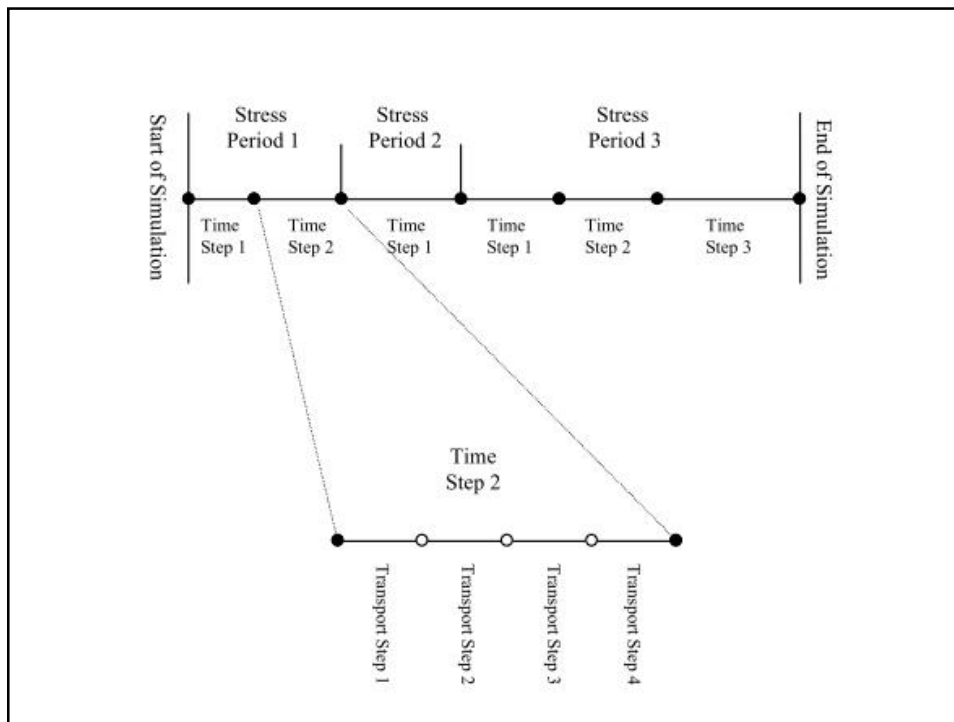 Start of Simulation
Stress
Period 1
Stress
Period 2
Stress
Period 3
End of Simulation
Time
Step 1
Time
Step 2
Time
Step 1
Time
Step 1
Time
Step 2
Time
Step 3
Time
Step 2
Transport Step 1
Transport Step 2
Transport Step 3
Transport Step 4